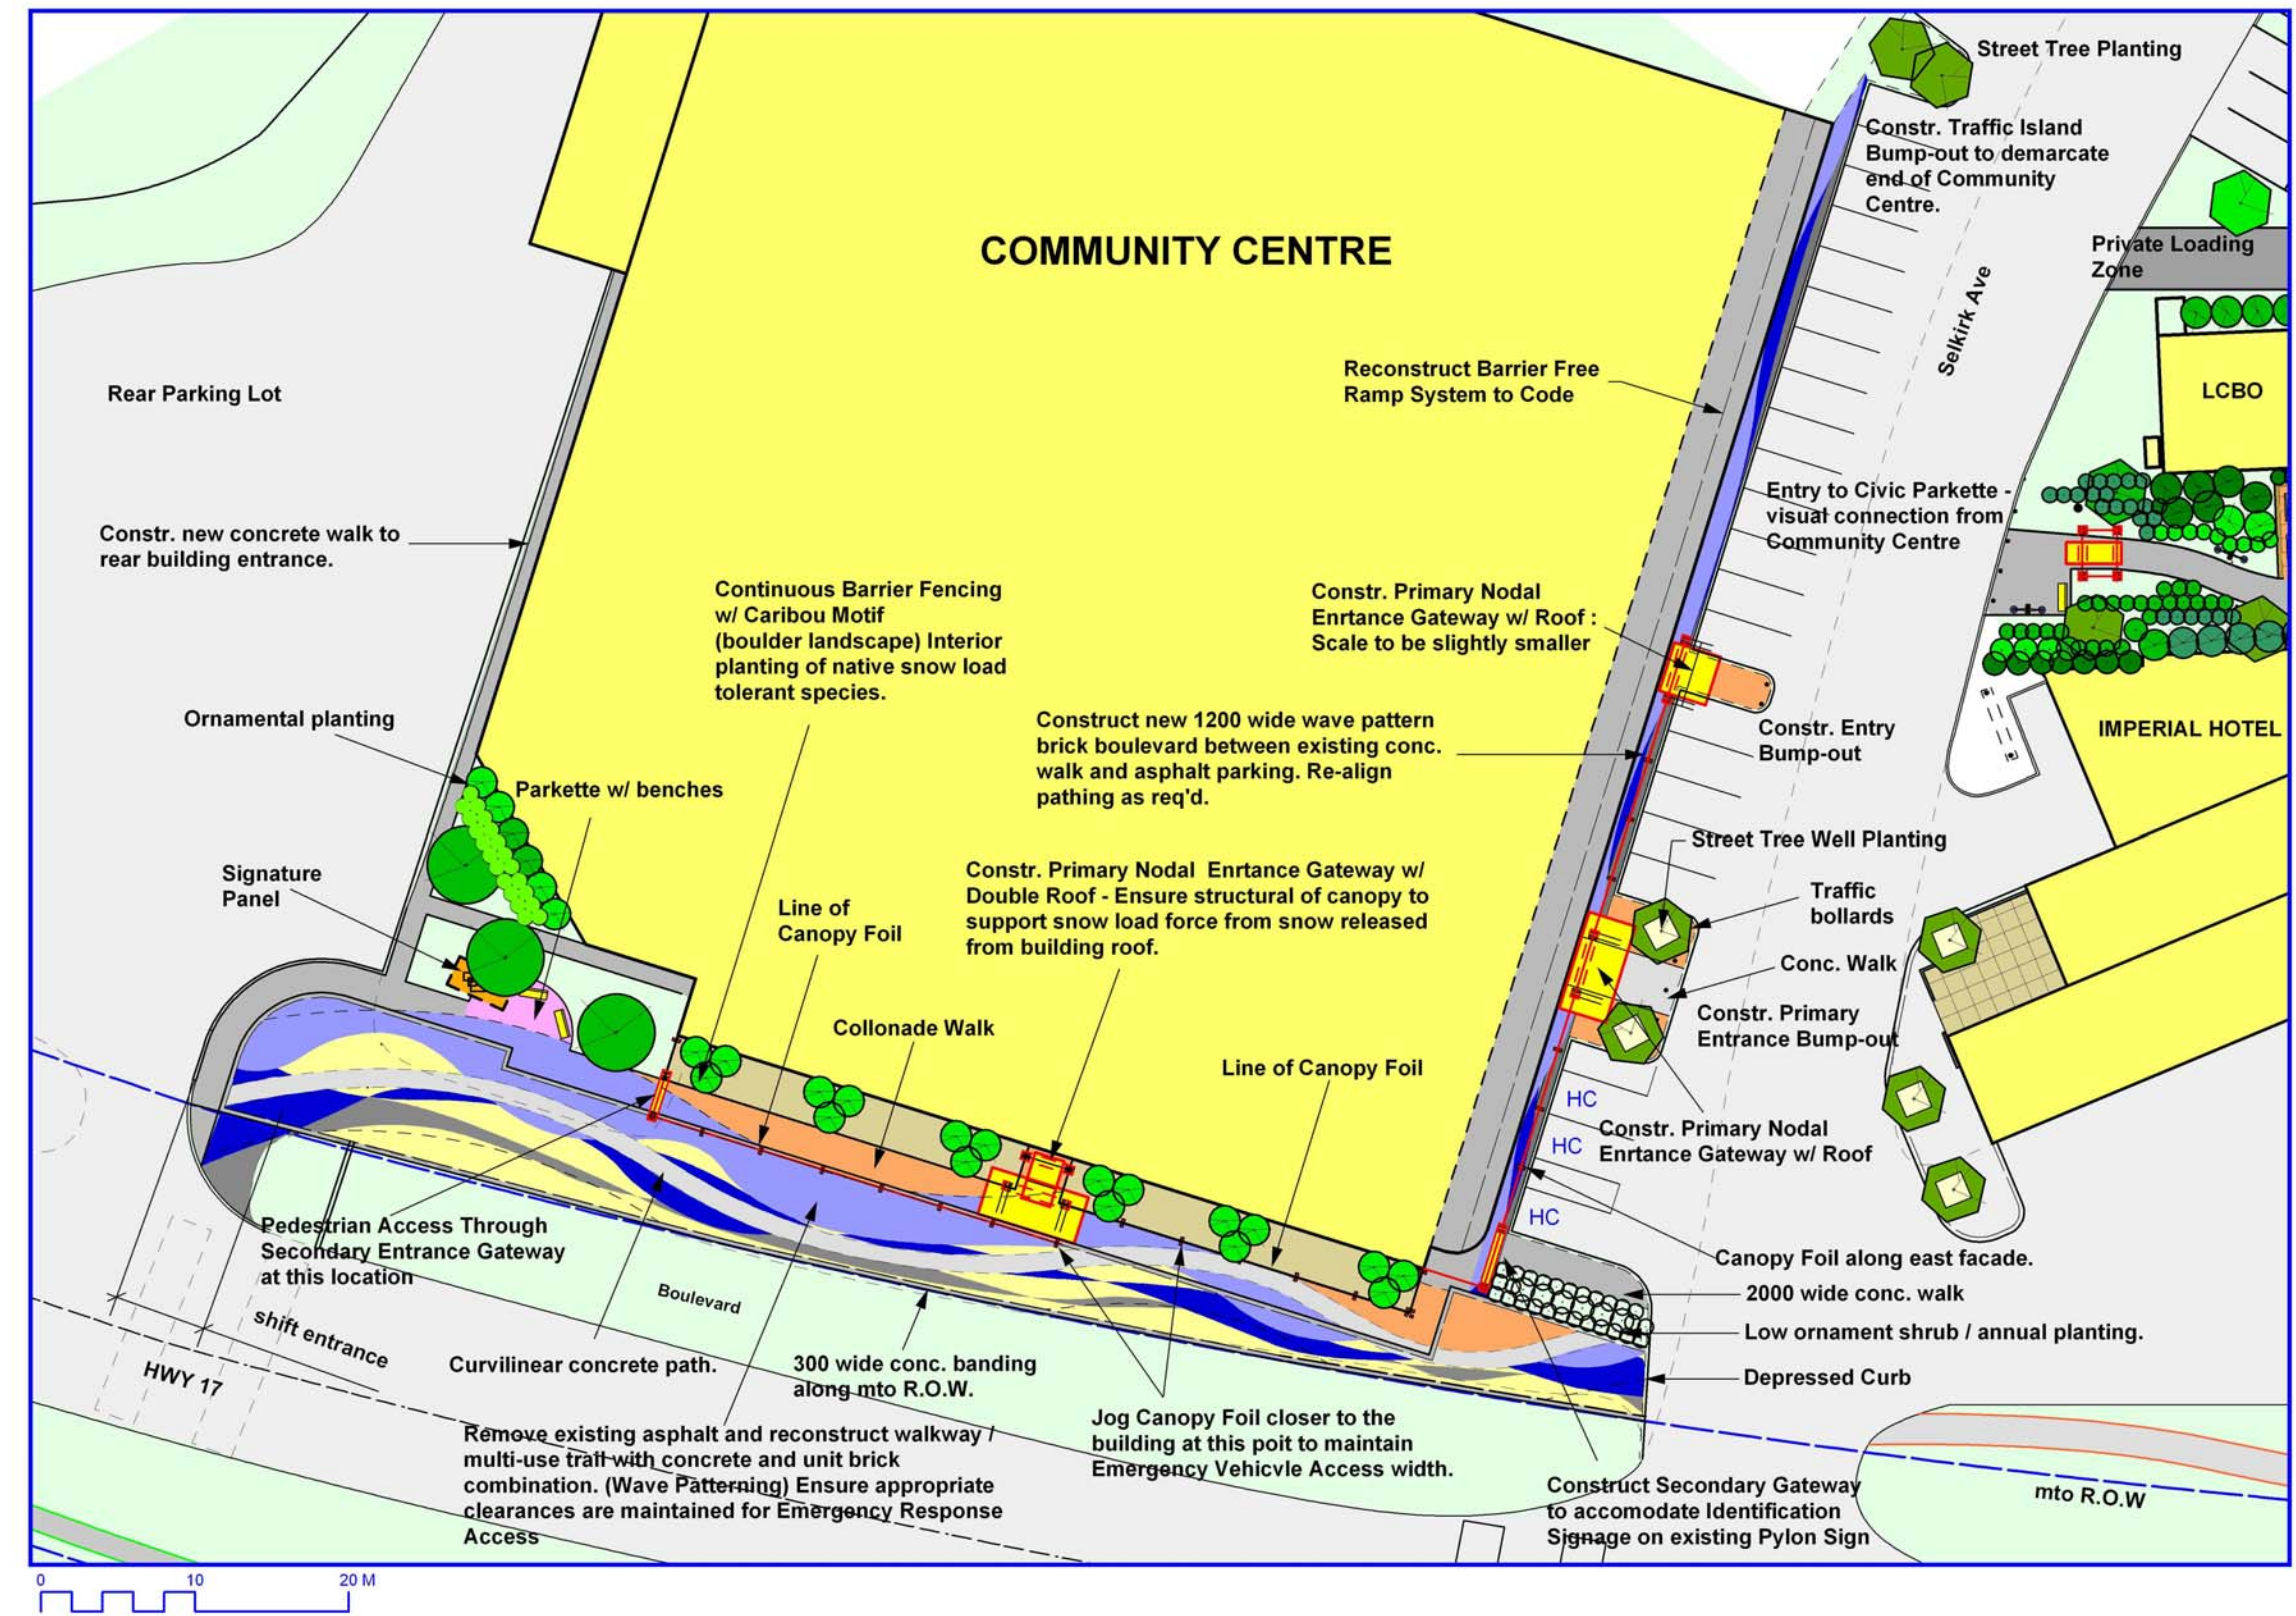 Street Tree Planting
Constr. Traffic Island
Bump-out to demarcate
end of Community
Centre.
COMMUNITY CENTRE
Private Loading
Zone
Selkirk Ave
Reconstruct Barrier Free
Ramp System to Code
Rear Parking Lot
LCBO
Entry to Civic Parkette -
visual connection from
Community Centre
Constr. new concrete walk to
rear building entrance.
Continuous Barrier Fencing
w/ Caribou Motif
(boulder landscape) Interior
planting of native snow load
tolerant species.
Constr. Primary Nodal
Enrtance Gateway w/ Roof :
Scale to be slightly smaller
Ornamental planting
Construct new 1200 wide wave pattern
brick boulevard between existing conc.
walk and asphalt parking. Re-align
pathing as req'd.
Constr. Entry
Bump-out
IMPERIAL HOTEL
Parkette w/ benches
Street Tree Well Planting
Signature
Panel
Line of
Canopy Foil
Constr. Primary Nodal Enrtance Gateway w/
Double Roof - Ensure structural of canopy to
support snow load force from snow released
from building roof.
Traffic
bollards
Conc. Walk
Constr. Primary
Entrance Bump-out
Collonade Walk
Line of Canopy Foil
HC
HC
HC
Constr. Primary Nodal
Enrtance Gateway w/ Roof
Pedestrian Access Through
Secondary Entrance Gateway
at this location
Canopy Foil along east facade.
2000 wide conc. walk
Low ornament shrub / annual planting.
Depressed Curb
Boulevard
shift entrance
HWY 17
Curvilinear concrete path.
300 wide conc. banding
along mto R.O.W.
Remove existing asphalt and reconstruct walkway /
multi-use trail with concrete and unit brick
combination. (Wave Patterning) Ensure appropriate
clearances are maintained for Emergency Response
Access
Jog Canopy Foil closer to the
building at this poit to maintain
Emergency Vehicvle Access width.
Construct Secondary Gateway
to accomodate Identification
Signage on existing Pylon Sign
mto R.O.W
0 10 20 M